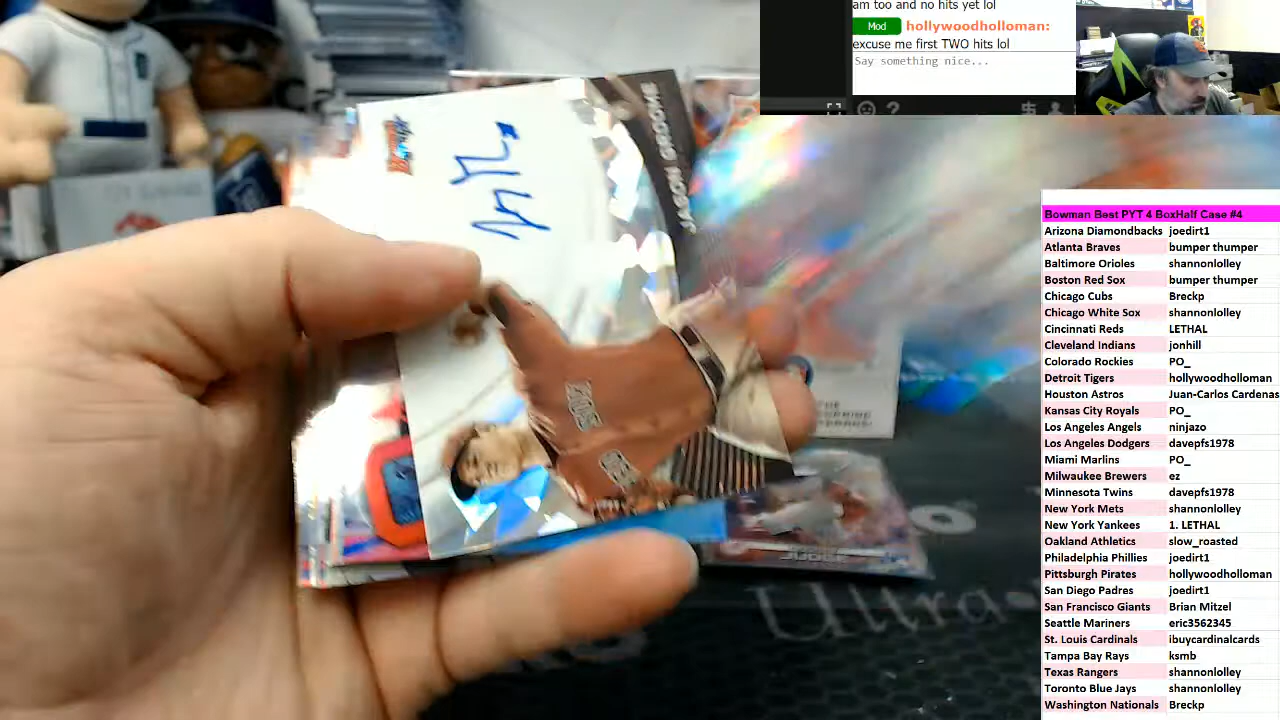 am too and no hits yet lol
Mod hollywoodholloman:
excuse me first TWO hits lol
Say something nice...
JASON GROOME
Bowman Best PYT 4 BoxHalf Case #4
Arizona Diamondbacks joedirt1
Atlanta Braves bumper thumper
Baltimore Orioles shannonlolley
Boston Red Sox bumper thumper
Chicago Cubs Breckp
Chicago White Sox shannonlolley
Cincinnati Reds LETHAL
Cleveland Indians jonhill
Colorado Rockies PO_
Detroit Tigers hollywoodholloman
Houston Astros Juan-Carlos Cardenas
Kansas City Royals PO_
Los Angeles Angels ninjazo
Los Angeles Dodgers davepfs1978
Miami Marlins PO_
Milwaukee Brewers ez
Minnesota Twins davepfs1978
New York Mets shannonlolley
New York Yankees 1. LETHAL
Oakland Athletics slow_roasted
Philadelphia Phillies joedirt1
Pittsburgh Pirates hollywoodholloman
San Diego Padres joedirt1
San Francisco Giants Brian Mitzel
Seattle Mariners eric3562345
St. Louis Cardinals ibuycardinalcards
Tampa Bay Rays ksmb
Texas Rangers shannonlolley
Toronto Blue Jays shannonlolley
Washington Nationals Breckp
Ultra